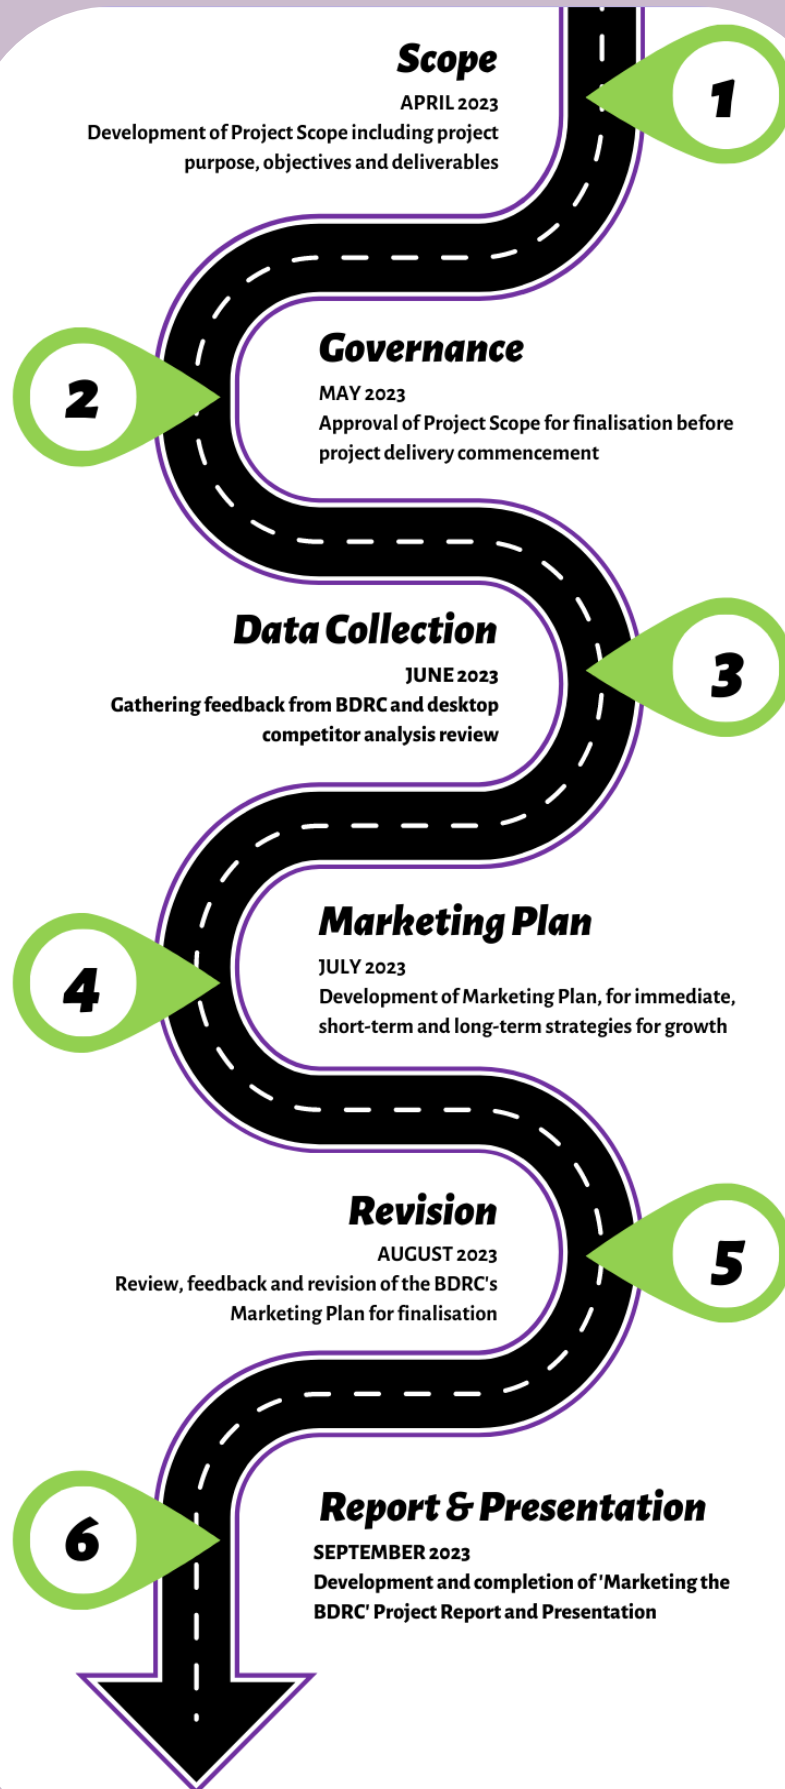 Scope
1
APRIL 2023
Development of Project Scope including project
purpose, objectives and deliverables
Governance
2
MAY 2023
Approval of Project Scope for finalisation before
project delivery commencement
Data Collection
3
JUNE 2023
Gathering feedback from BDRC and desktop
competitor analysis review
Marketing Plan
4
JULY 2023
Development of Marketing Plan, for immediate,
short-term and long-term strategies for growth
Revision
5
AUGUST 2023
Review, feedback and revision of the BDRC's
Marketing Plan for finalisation
Report & Presentation
6
SEPTEMBER 2023
Development and completion of 'Marketing the
BDRC' Project Report and Presentation